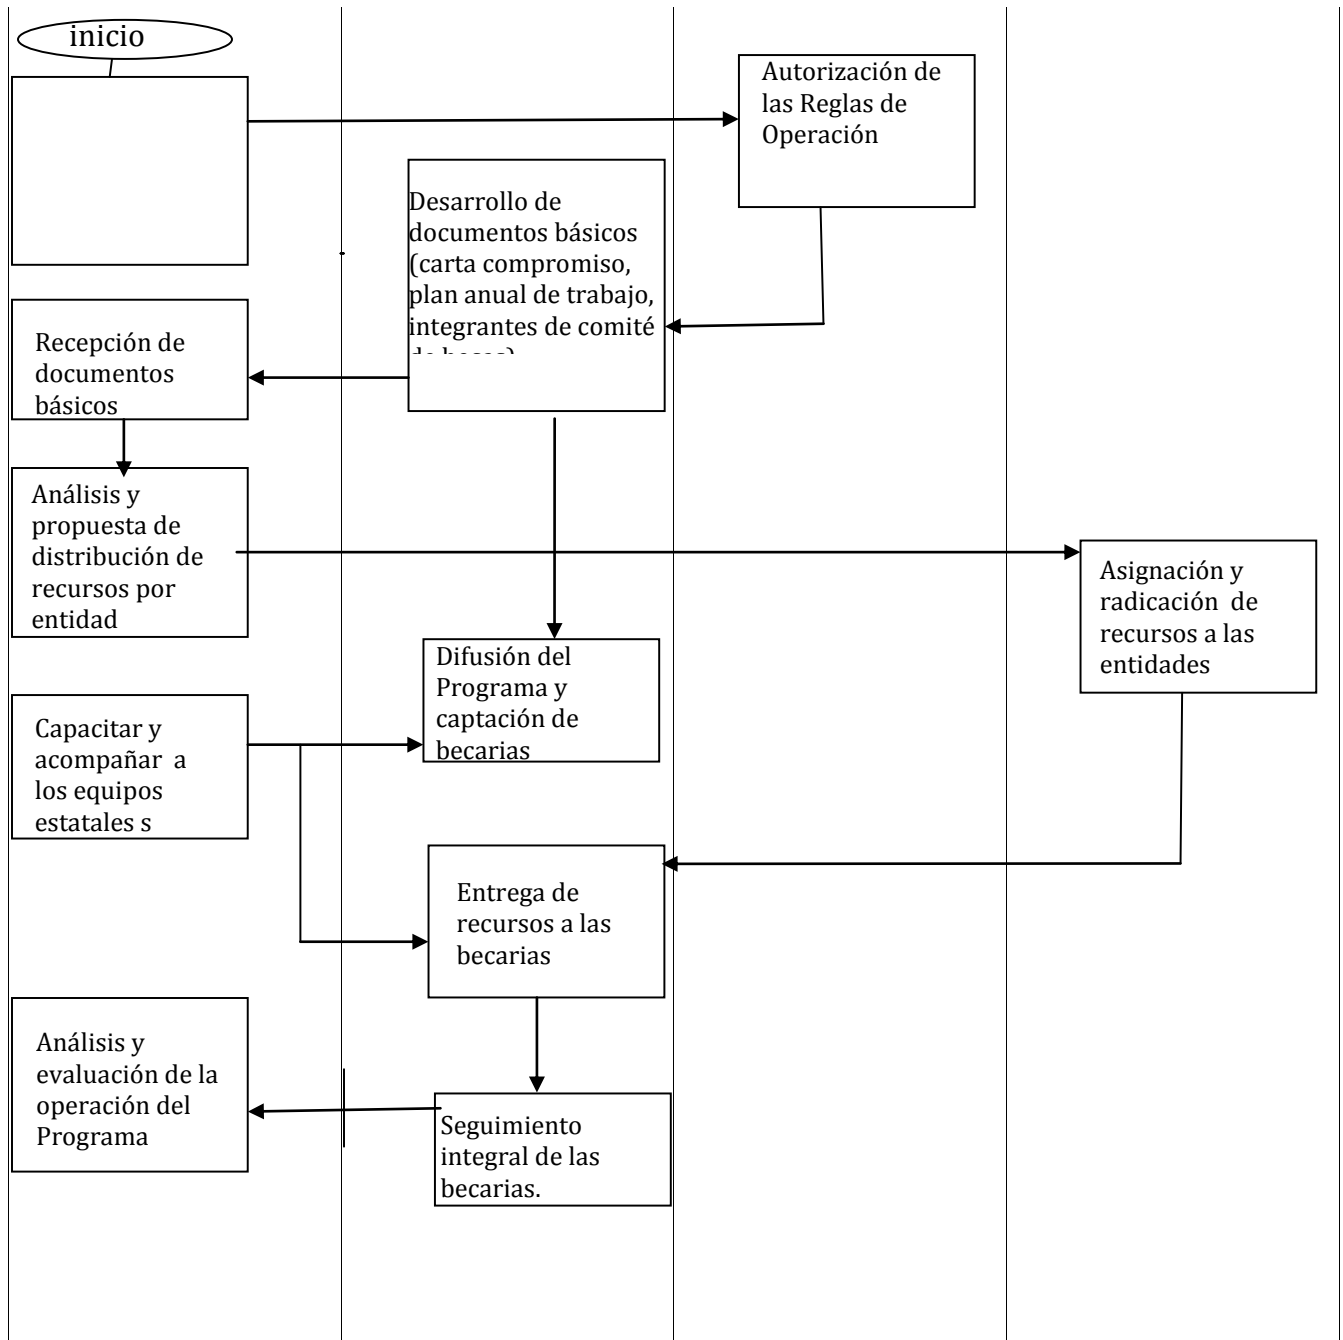 inicio
Autorización de
las Reglas de
Operación
Desarrollo de
documentos básicos
(carta compromiso,
plan anual de trabajo,
integrantes de comité
Recepción de
documentos
básicos
Análisis y
propuesta de
distribución de
recursos por
entidad
Asignación y
radicación  de
recursos a las
entidades
Difusión del
Programa y
captación de
becarias
Capacitar y
acompañar  a
los equipos
estatales s
Entrega de
recursos a las
becarias
Análisis y
evaluación de la
operación del
Programa
Seguimiento
integral de las
becarias.